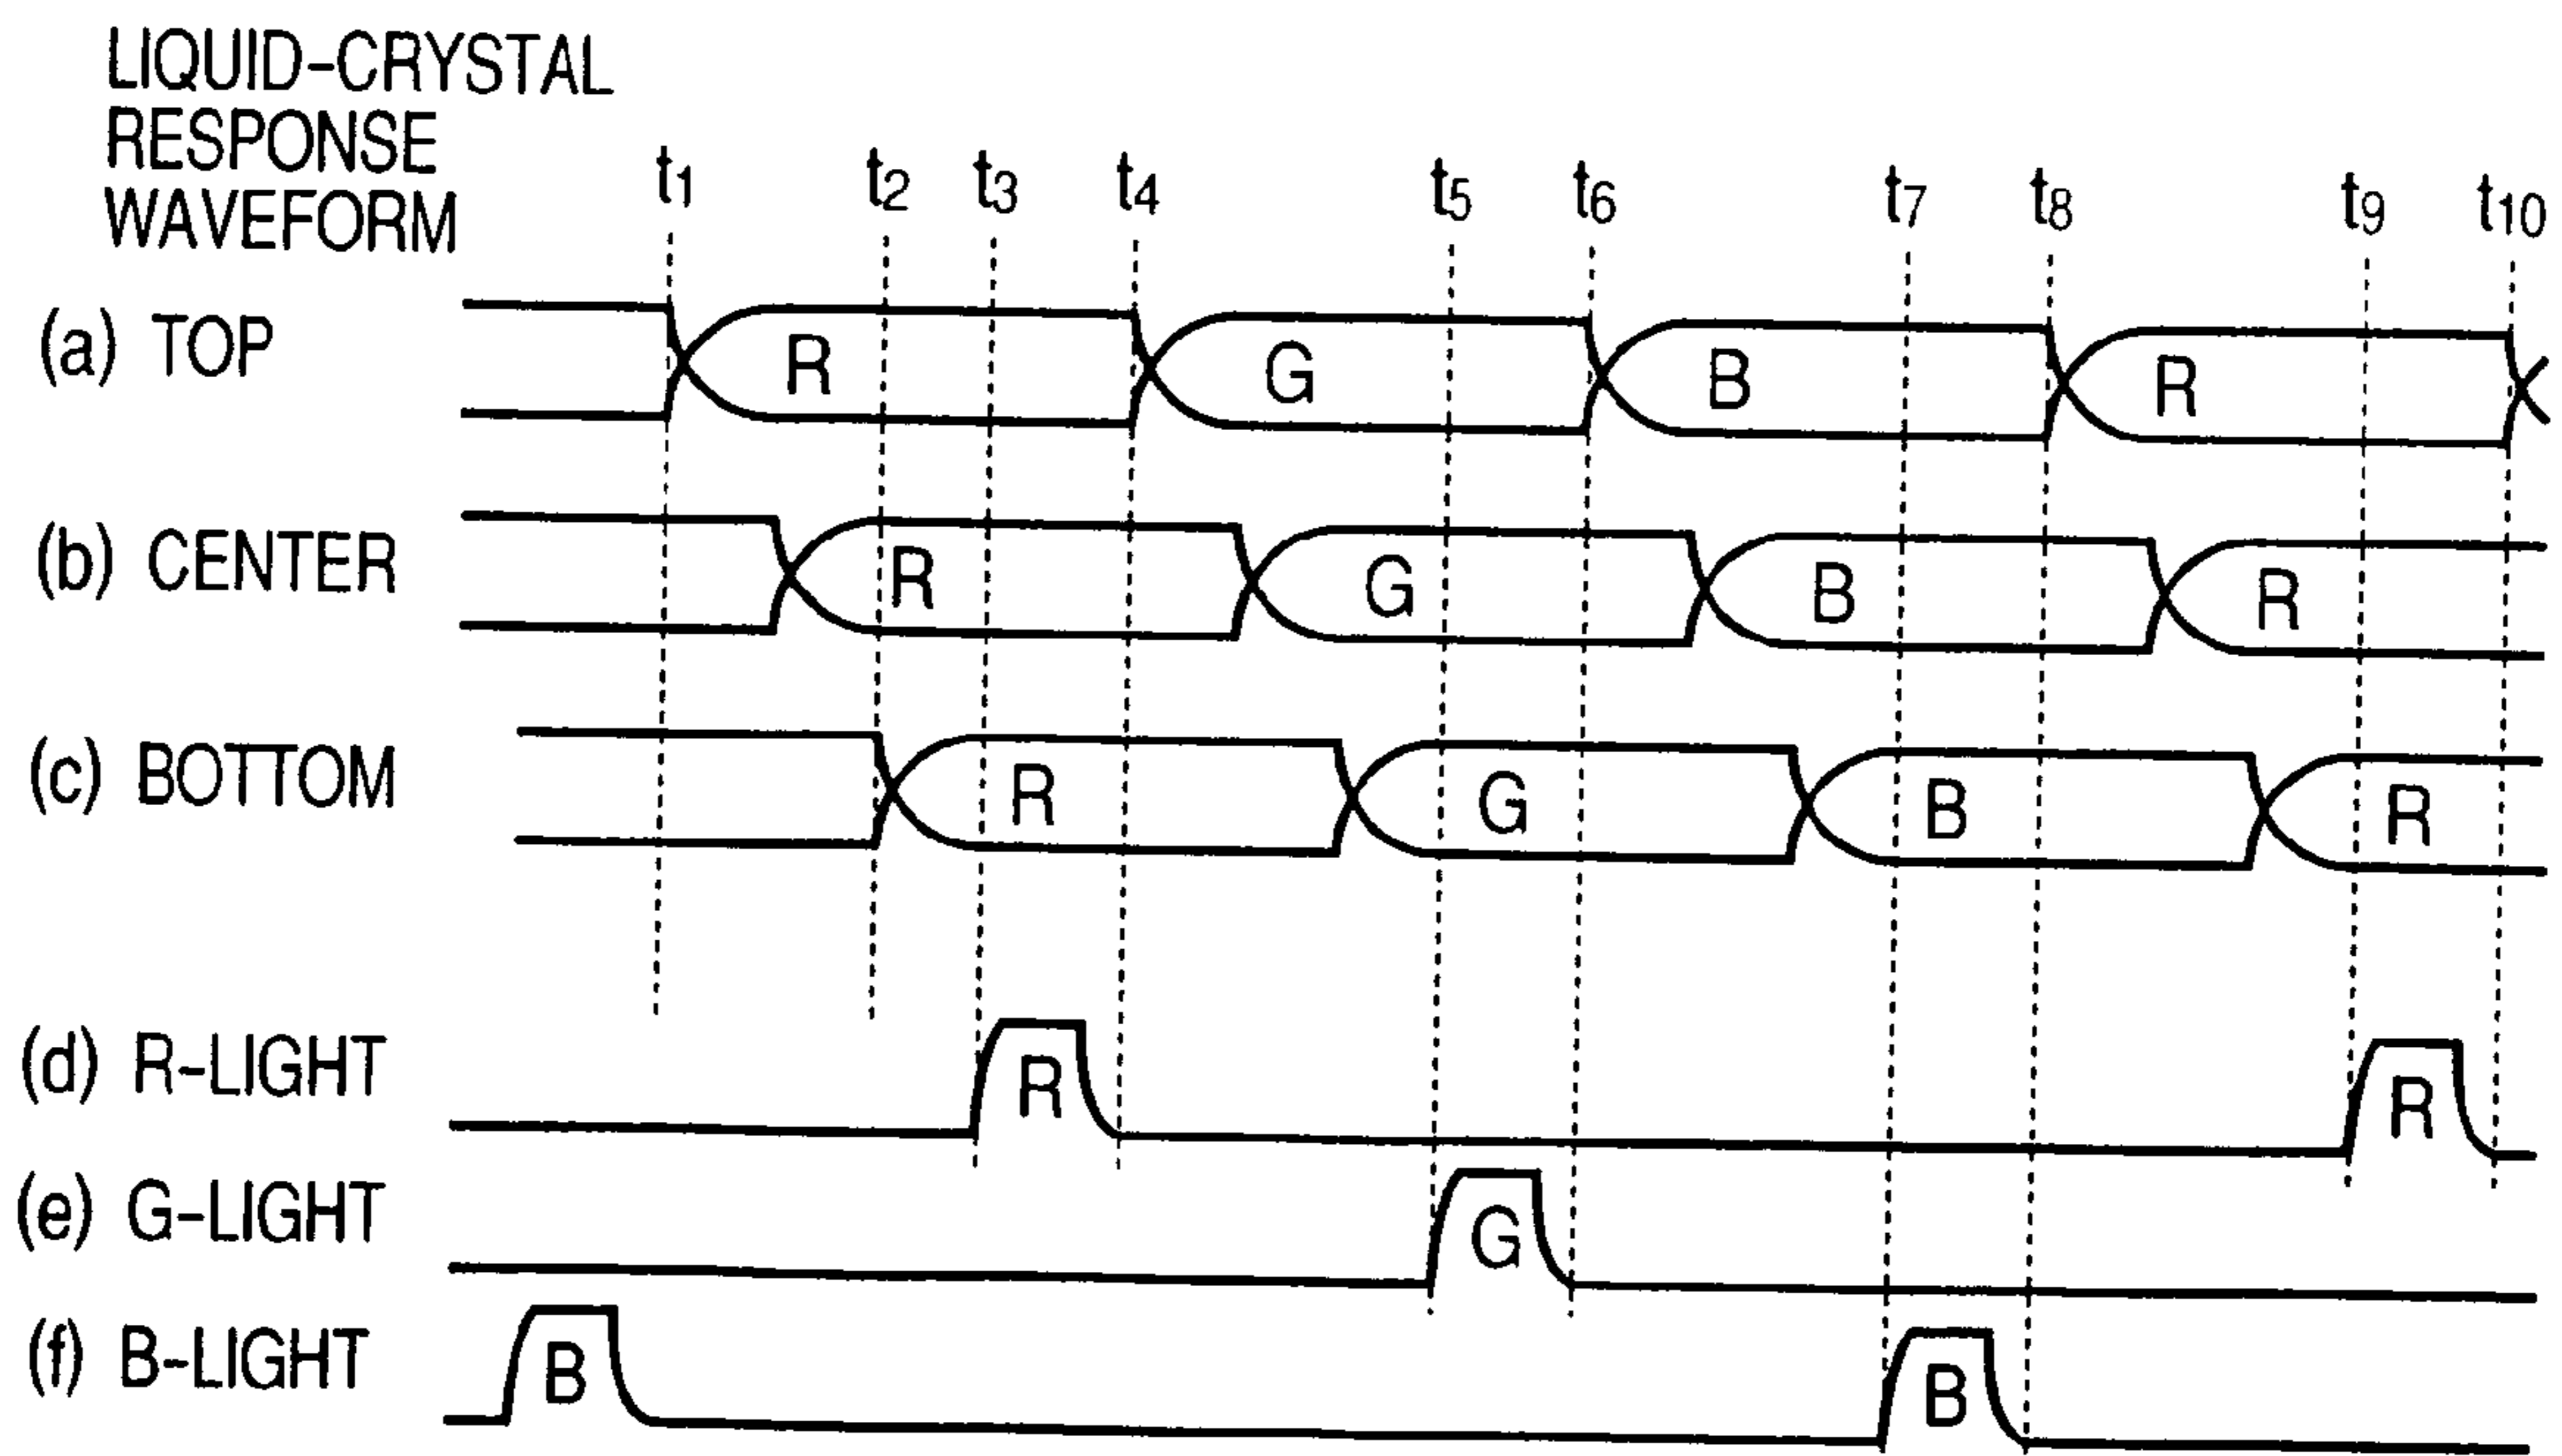 LIQUID-CRYSTAL
RESPONSE
WAVEFORM
t1 t2 t3 t4 t5 t6 t7 t8 t9 t10
(a) TOP R G B R
(b) CENTER R G B R
(c) BOTTOM R G B R
(d) R-LIGHT R R
(e) G-LIGHT G
(f) B-LIGHT B B